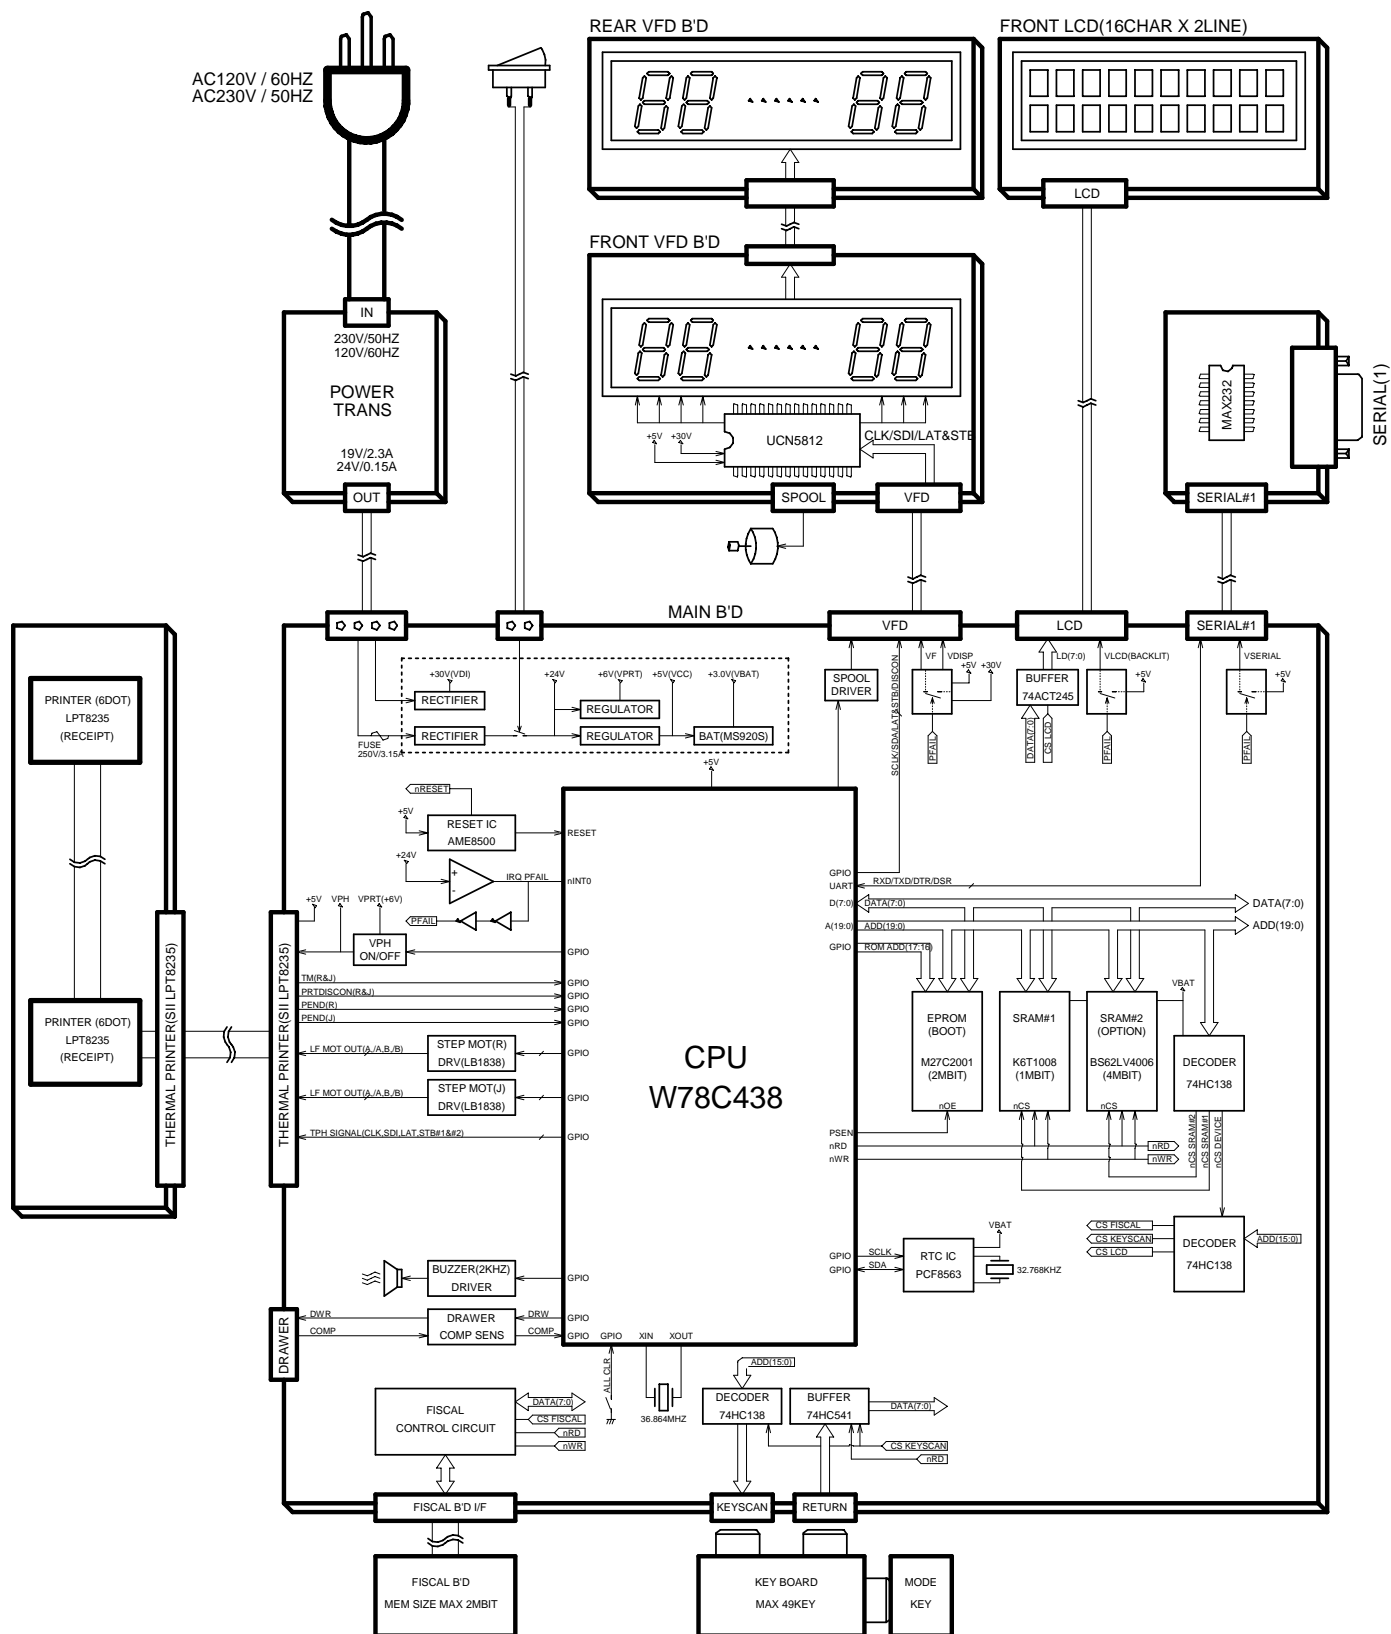 REAR VFD B'D
FRONT LCD(16CHAR X 2LINE)
AC120V / 60HZ
AC230V / 50HZ
LCD
FRONT VFD B'D
IN
230V/50HZ
120V/60HZ
POWER
TRANS
19V/2.3A
24V/0.15A
OUT
+5V
+30V
UCN5812
CLK/SDI/LAT&STB
SPOOL
VFD
MAX232
SERIAL(1)
SERIAL#1
MAIN B'D
VFD
LCD
SERIAL#1
PRINTER (6DOT)
LPT8235
(RECEIPT)
PRINTER (6DOT)
LPT8235
(RECEIPT)
THERMAL PRINTER(SII LPT8235)
THERMAL PRINTER(SII LPT8235)
+30V(VDI)
+24V
+6V(VPRT)
+5V(VCC)
+3.0V(VBAT)
RECTIFIER
REGULATOR
RECTIFIER
REGULATOR
BAT(MS920S)
FUSE
250V/3.15A
SPOOL
DRIVER
SCLK/SDA/LAT&STB/DISCON
VF
VDISP
+5V
+30V
PFAIL
LD(7:0)
BUFFER
74ACT245
DATA(7:0)
CS LCD
VLCD(BACKLIT)
+5V
PFAIL
VSERIAL
+5V
PFAIL
+5V
nRESET
+5V
RESET IC
AME8500
RESET
+24V
+
-
IRQ PFAIL
nINT0
PFAIL
+5V
VPH
VPRT(+6V)
VPH
ON/OFF
GPIO
TM(R&J)
GPIO
PRTDISCON(R&J)
GPIO
PEND(R)
GPIO
PEND(J)
GPIO
LF MOT OUT(A,/A,B,/B)
STEP MOT(R)
DRV(LB1838)
GPIO
LF MOT OUT(A,/A,B,/B)
STEP MOT(J)
DRV(LB1838)
GPIO
TPH SIGNAL(CLK,SDI,LAT,STB#1&#2)
GPIO
CPU
W78C438
GPIO
UART
RXD/TXD/DTR/DSR
D(7:0)
DATA(7:0)
DATA(7:0)
A(19:0)
ADD(19:0)
ADD(19:0)
GPIO
ROM ADD(17:16)
EPROM
(BOOT)
M27C2001
(2MBIT)
nOE
SRAM#1
K6T1008
(1MBIT)
nCS
SRAM#2
(OPTION)
BS62LV4006
(4MBIT)
nCS
VBAT
DECODER
74HC138
PSEN
nRD
nWR
nRD
nWR
nCS SRAM#2
nCS SRAM#1
nCS DEVICE
CS FISCAL
CS KEYSCAN
CS LCD
DECODER
74HC138
ADD(15:0)
GPIO
SCLK
GPIO
SDA
RTC IC
PCF8563
VBAT
32.768KHZ
BUZZER(2KHZ)
DRIVER
GPIO
DRAWER
DWR
COMP
DRAWER
COMP SENS
DRW
COMP
GPIO
GPIO
GPIO
XIN
XOUT
ALL CLR
36.864MHZ
FISCAL
CONTROL CIRCUIT
DATA(7:0)
CS FISCAL
nRD
nWR
ADD(15:0)
DECODER
74HC138
BUFFER
74HC541
DATA(7:0)
CS KEYSCAN
nRD
FISCAL B'D I/F
KEYSCAN
RETURN
FISCAL B'D
MEM SIZE MAX 2MBIT
KEY BOARD
MAX 49KEY
MODE
KEY